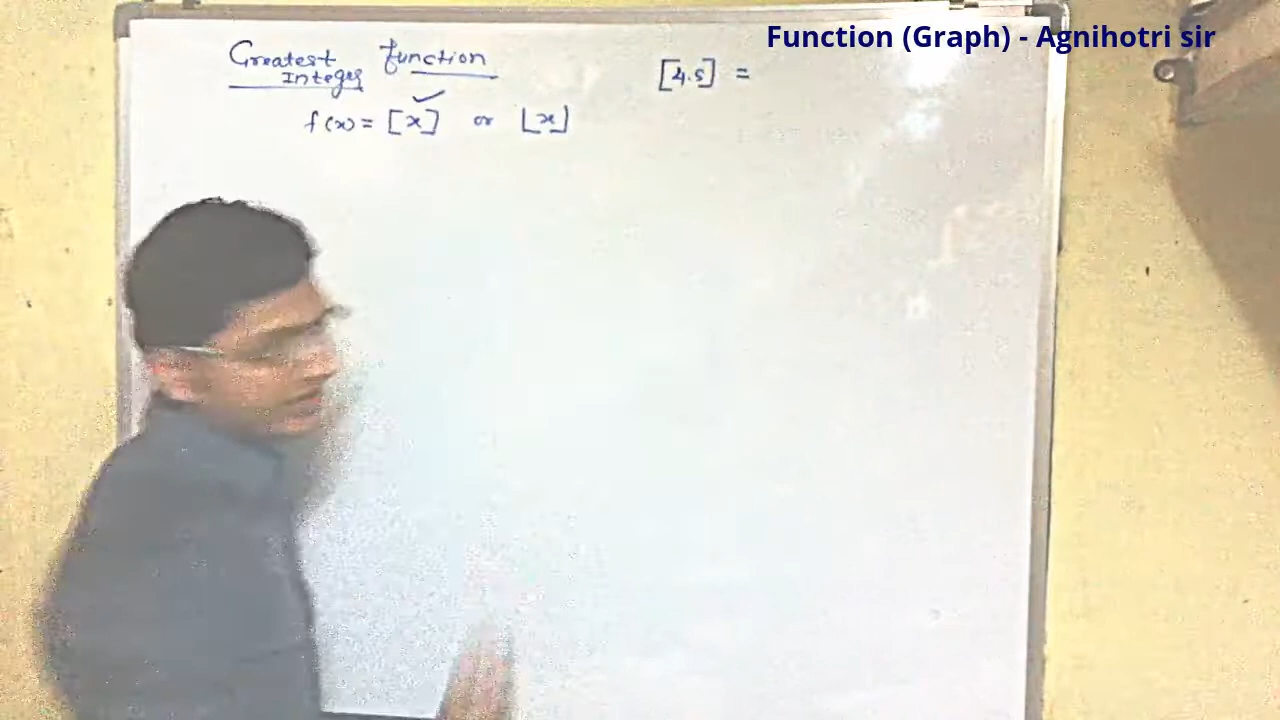 Function (Graph) - Agnihotri sir
Greatest Integer function
[4.5] =
f(x) = [x] or ⌊x⌋